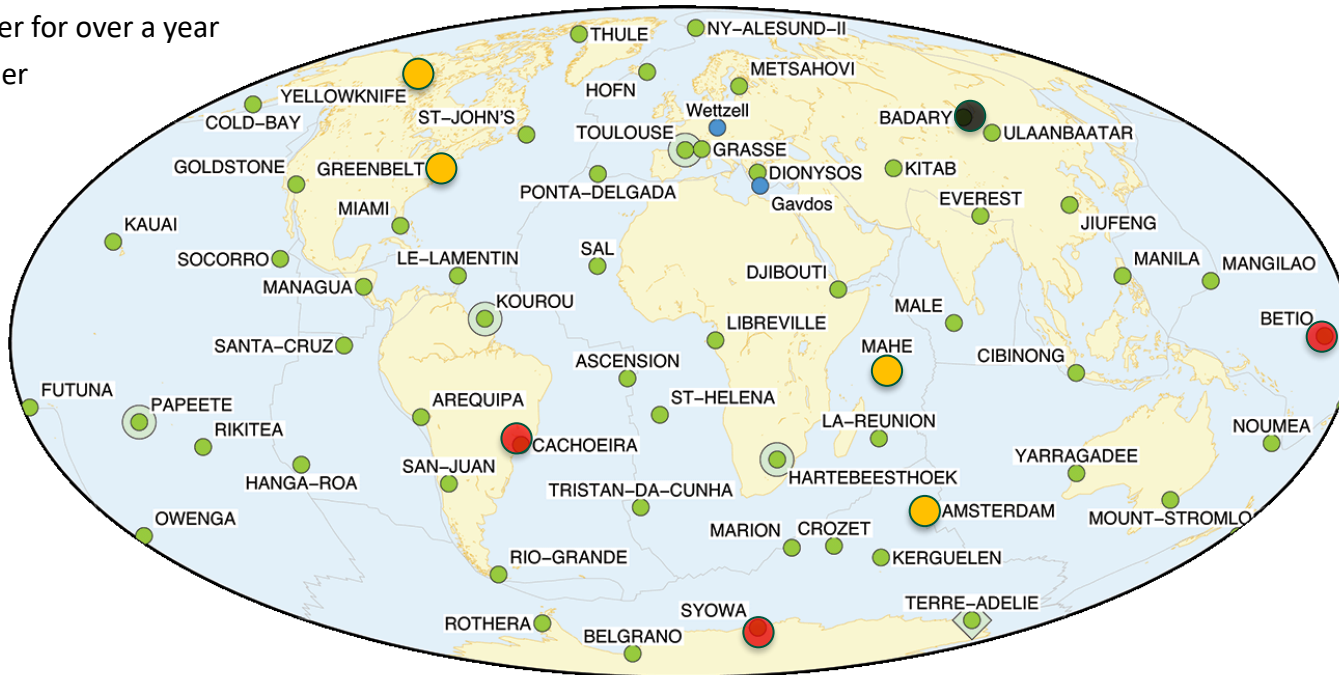 er for over a year
er
THULE
NY-ALESUND-II
HOFN
METSAHOVI
YELLOWKNIFE
COLD-BAY
ST-JOHN'S
Wettzell
BADARY
ULAANBAATAR
TOULOUSE
GRASSE
GOLDSTONE
GREENBELT
PONTA-DELGADA
DIONYSOS
KITAB
Gavdos
EVEREST
MIAMI
JIUFENG
KAUAI
SOCORRO
LE-LAMENTIN
SAL
MANILA
MANGILAO
MANAGUA
DJIBOUTI
KOUROU
MALE
BETIO
LIBREVILLE
SANTA-CRUZ
ASCENSION
MAHE
CIBINONG
FUTUNA
PAPEETE
AREQUIPA
ST-HELENA
RIKITEA
LA-REUNION
NOUMEA
CACHOEIRA
YARRAGADEE
SAN-JUAN
HANGA-ROA
HARTEBEESTHOEK
TRISTAN-DA-CUNHA
AMSTERDAM
OWENGA
MOUNT-STROMLO
MARION
CROZET
RIO-GRANDE
KERGUELEN
SYOWA
TERRE-ADELIE
ROTHERA
BELGRANO